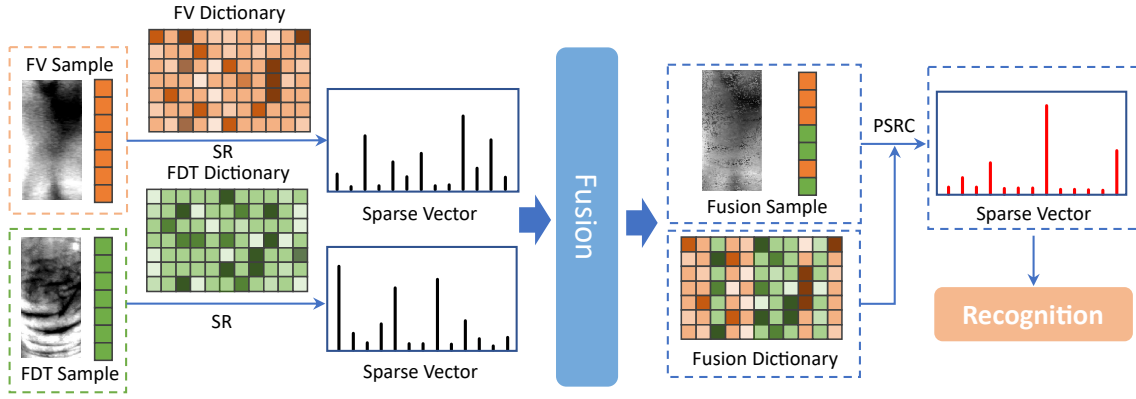 FV Dictionary
FV Sample
SR
FDT Dictionary
Sparse Vector
FDT Sample
SR
Sparse Vector
Fusion
Fusion Sample
Fusion Dictionary
PSRC
Sparse Vector
Recognition